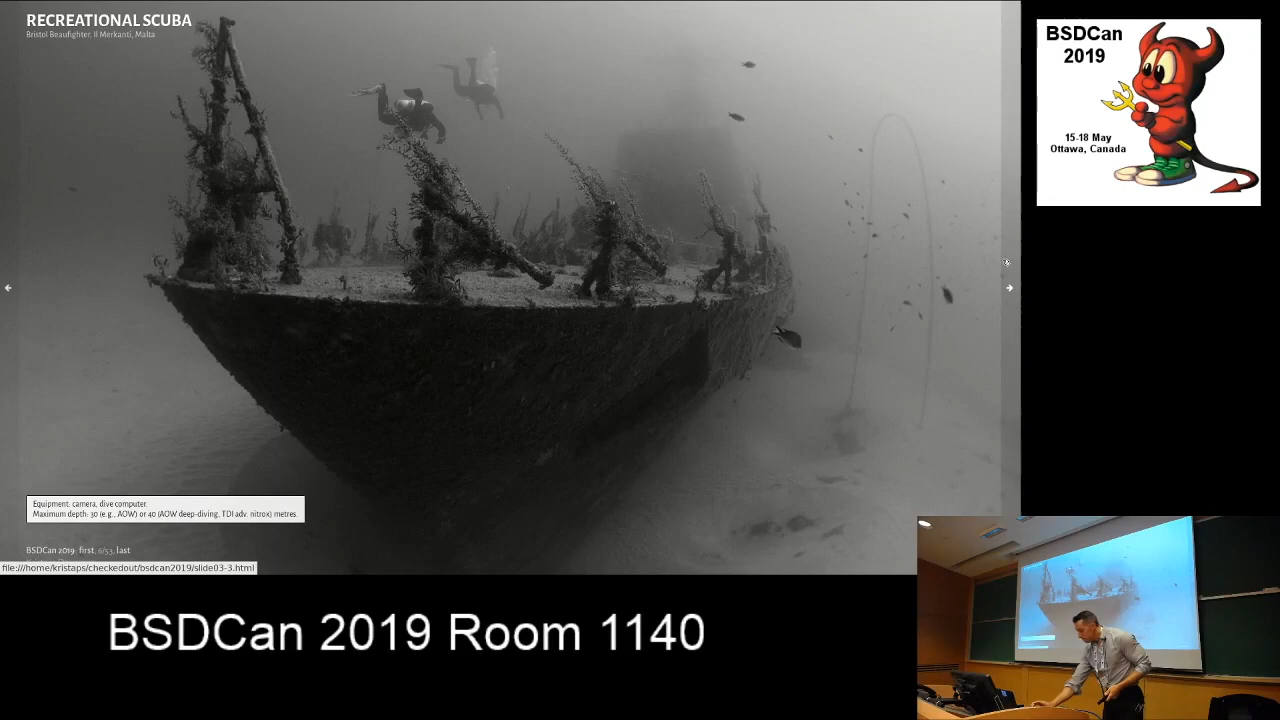 RECREATIONAL SCUBA
Bristol Beaufighter, Il Merkanti, Malta
BSDCan
2019
15-18 May
Ottawa, Canada
Equipment: camera, dive computer.
Maximum depth: 30 (e.g., AOW) or 40 (AOW deep-diving, TDI adv. nitrox) metres.
BSDCan 2019: first, 6/53, last
file:///home/kristaps/checkedout/bsdcan2019/slide03-3.html
BSDCan 2019 Room 1140